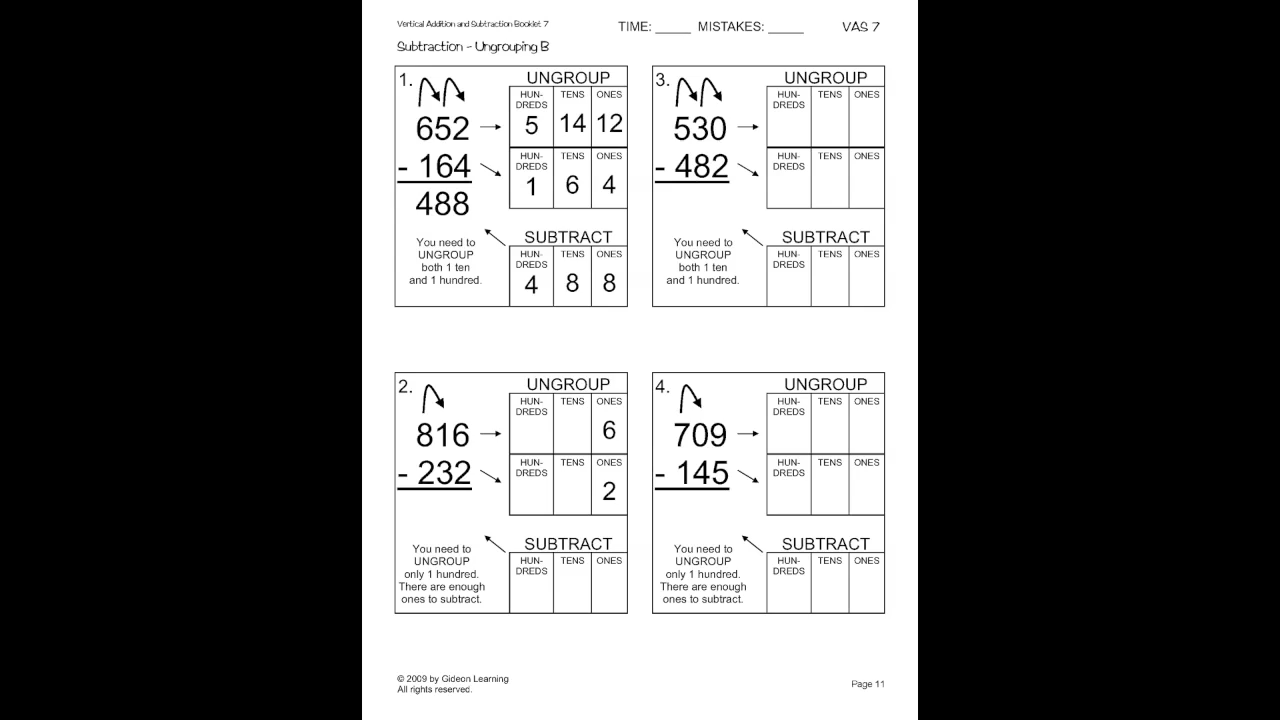 Vertical Addition and Subtraction Booklet 7
TIME: _____ MISTAKES: _____
VAS 7
Subtraction - Ungrouping B
1.
UNGROUP
HUN-
DREDS
TENS
ONES
652
5
14
12
- 164
HUN-
DREDS
TENS
ONES
1
6
4
488
SUBTRACT
You need to
UNGROUP
both 1 ten
and 1 hundred.
HUN-
DREDS
TENS
ONES
4
8
8
2.
UNGROUP
HUN-
DREDS
TENS
ONES
816
6
- 232
HUN-
DREDS
TENS
ONES
2
SUBTRACT
You need to
UNGROUP
only 1 hundred.
There are enough
ones to subtract.
HUN-
DREDS
TENS
ONES
3.
UNGROUP
HUN-
DREDS
TENS
ONES
530
- 482
HUN-
DREDS
TENS
ONES
SUBTRACT
You need to
UNGROUP
both 1 ten
and 1 hundred.
HUN-
DREDS
TENS
ONES
4.
UNGROUP
HUN-
DREDS
TENS
ONES
709
- 145
HUN-
DREDS
TENS
ONES
SUBTRACT
You need to
UNGROUP
only 1 hundred.
There are enough
ones to subtract.
HUN-
DREDS
TENS
ONES
© 2009 by Gideon Learning
All rights reserved.
Page 11